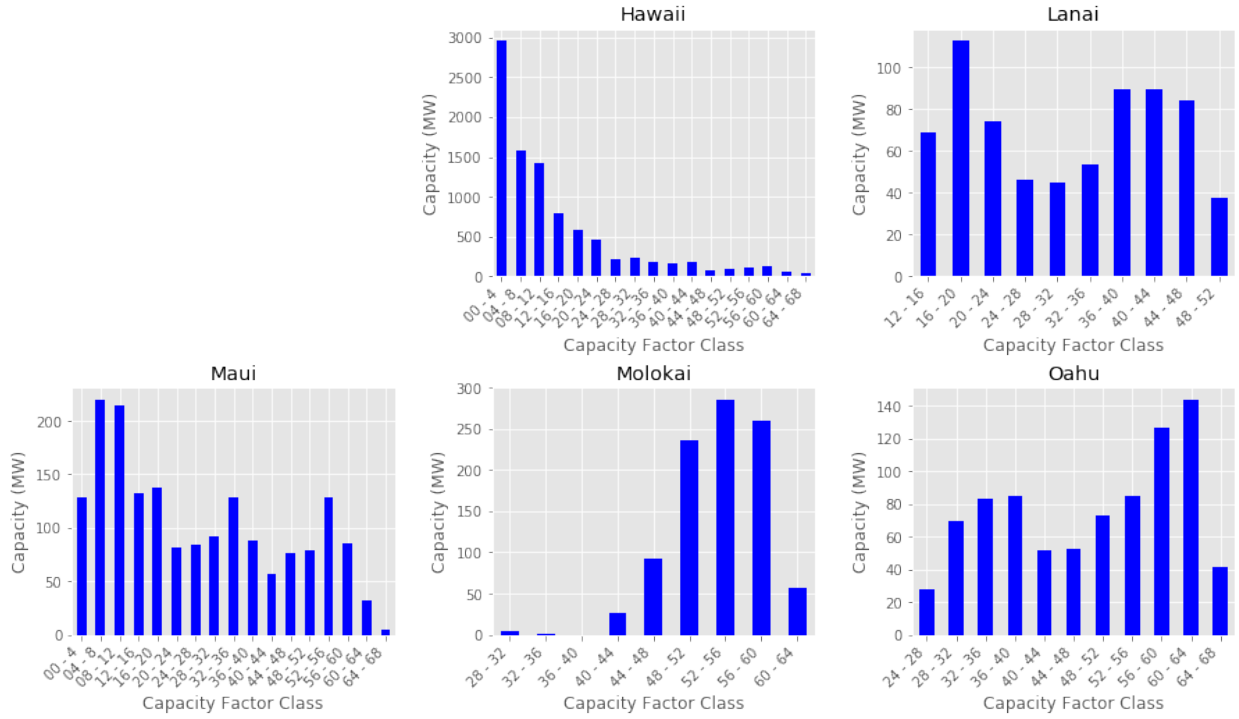 Hawaii
Capacity (MW)
3000
2500
2000
1500
1000
500
0
00 - 4
04 - 8
08 - 12
12 - 16
16 - 20
20 - 24
24 - 28
28 - 32
32 - 36
36 - 40
40 - 44
44 - 48
48 - 52
52 - 56
56 - 60
60 - 64
64 - 68
Capacity Factor Class
Lanai
Capacity (MW)
100
80
60
40
20
0
12 - 16
16 - 20
20 - 24
24 - 28
28 - 32
32 - 36
36 - 40
40 - 44
44 - 48
48 - 52
Capacity Factor Class
Maui
Capacity (MW)
200
150
100
50
0
00 - 4
04 - 8
08 - 12
12 - 16
16 - 20
20 - 24
24 - 28
28 - 32
32 - 36
36 - 40
40 - 44
44 - 48
48 - 52
52 - 56
56 - 60
60 - 64
64 - 68
Capacity Factor Class
Molokai
Capacity (MW)
300
250
200
150
100
50
0
28 - 32
32 - 36
36 - 40
40 - 44
44 - 48
48 - 52
52 - 56
56 - 60
60 - 64
Capacity Factor Class
Oahu
Capacity (MW)
140
120
100
80
60
40
20
0
24 - 28
28 - 32
32 - 36
36 - 40
40 - 44
44 - 48
48 - 52
52 - 56
56 - 60
60 - 64
64 - 68
Capacity Factor Class